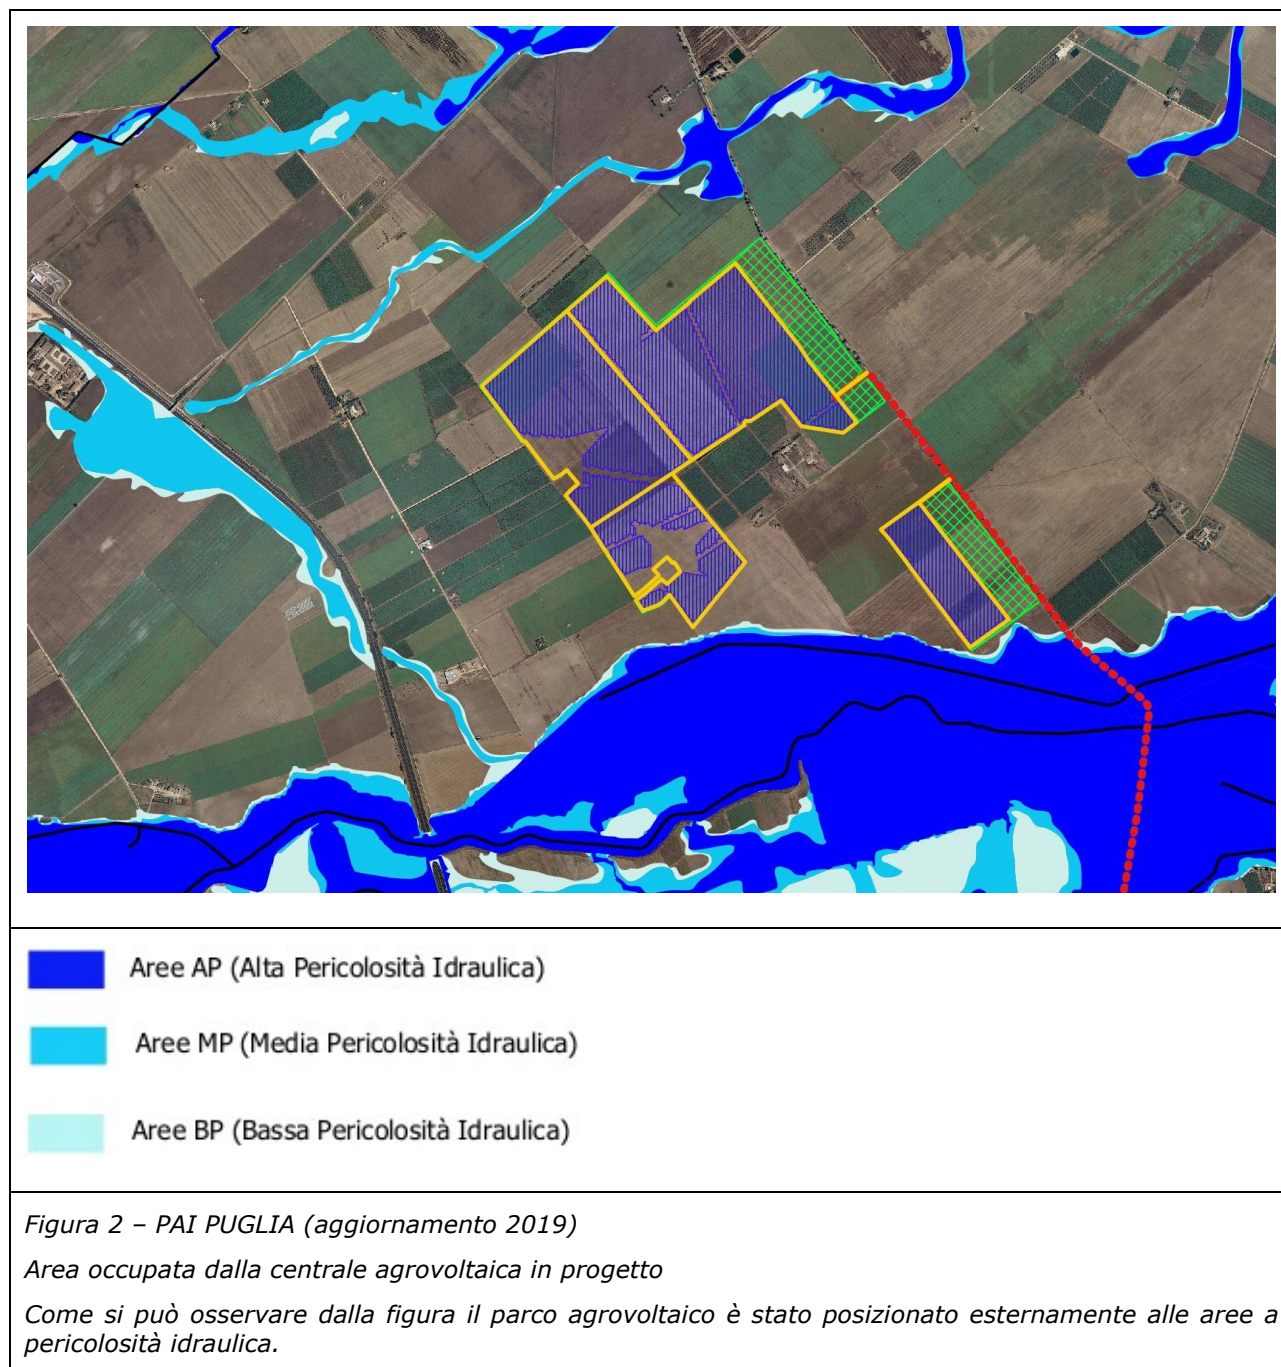 Aree AP (Alta Pericolosità Idraulica)
Aree MP (Media Pericolosità Idraulica)
Aree BP (Bassa Pericolosità Idraulica)
Figura 2 – PAI PUGLIA (aggiornamento 2019)
Area occupata dalla centrale agrovoltaica in progetto
Come si può osservare dalla figura il parco agrovoltaico è stato posizionato esternamente alle aree a
pericolosità idraulica.